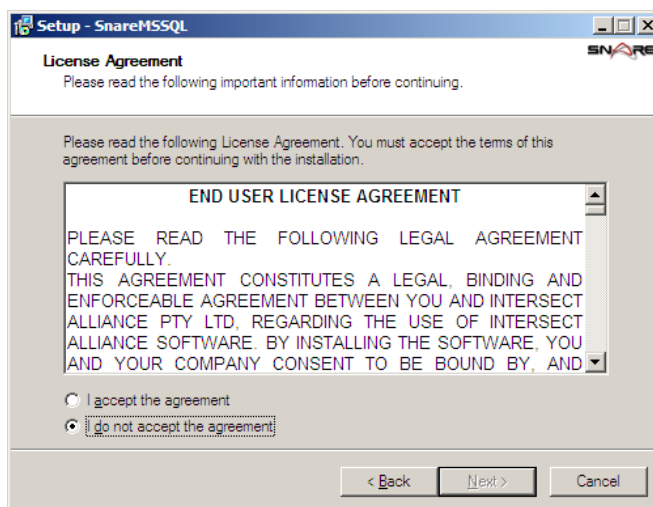 Setup - SnareMSSQL
License Agreement
Please read the following important information before continuing.
SNARE
Please read the following License Agreement. You must accept the terms of this
agreement before continuing with the installation.
END USER LICENSE AGREEMENT
PLEASE READ THE FOLLOWING LEGAL AGREEMENT
CAREFULLY.
THIS AGREEMENT CONSTITUTES A LEGAL, BINDING AND
ENFORCEABLE AGREEMENT BETWEEN YOU AND INTERSECT
ALLIANCE PTY LTD, REGARDING THE USE OF INTERSECT
ALLIANCE SOFTWARE. BY INSTALLING THE SOFTWARE, YOU
AND YOUR COMPANY CONSENT TO BE BOUND BY, AND
I accept the agreement
I do not accept the agreement
< Back
Next >
Cancel